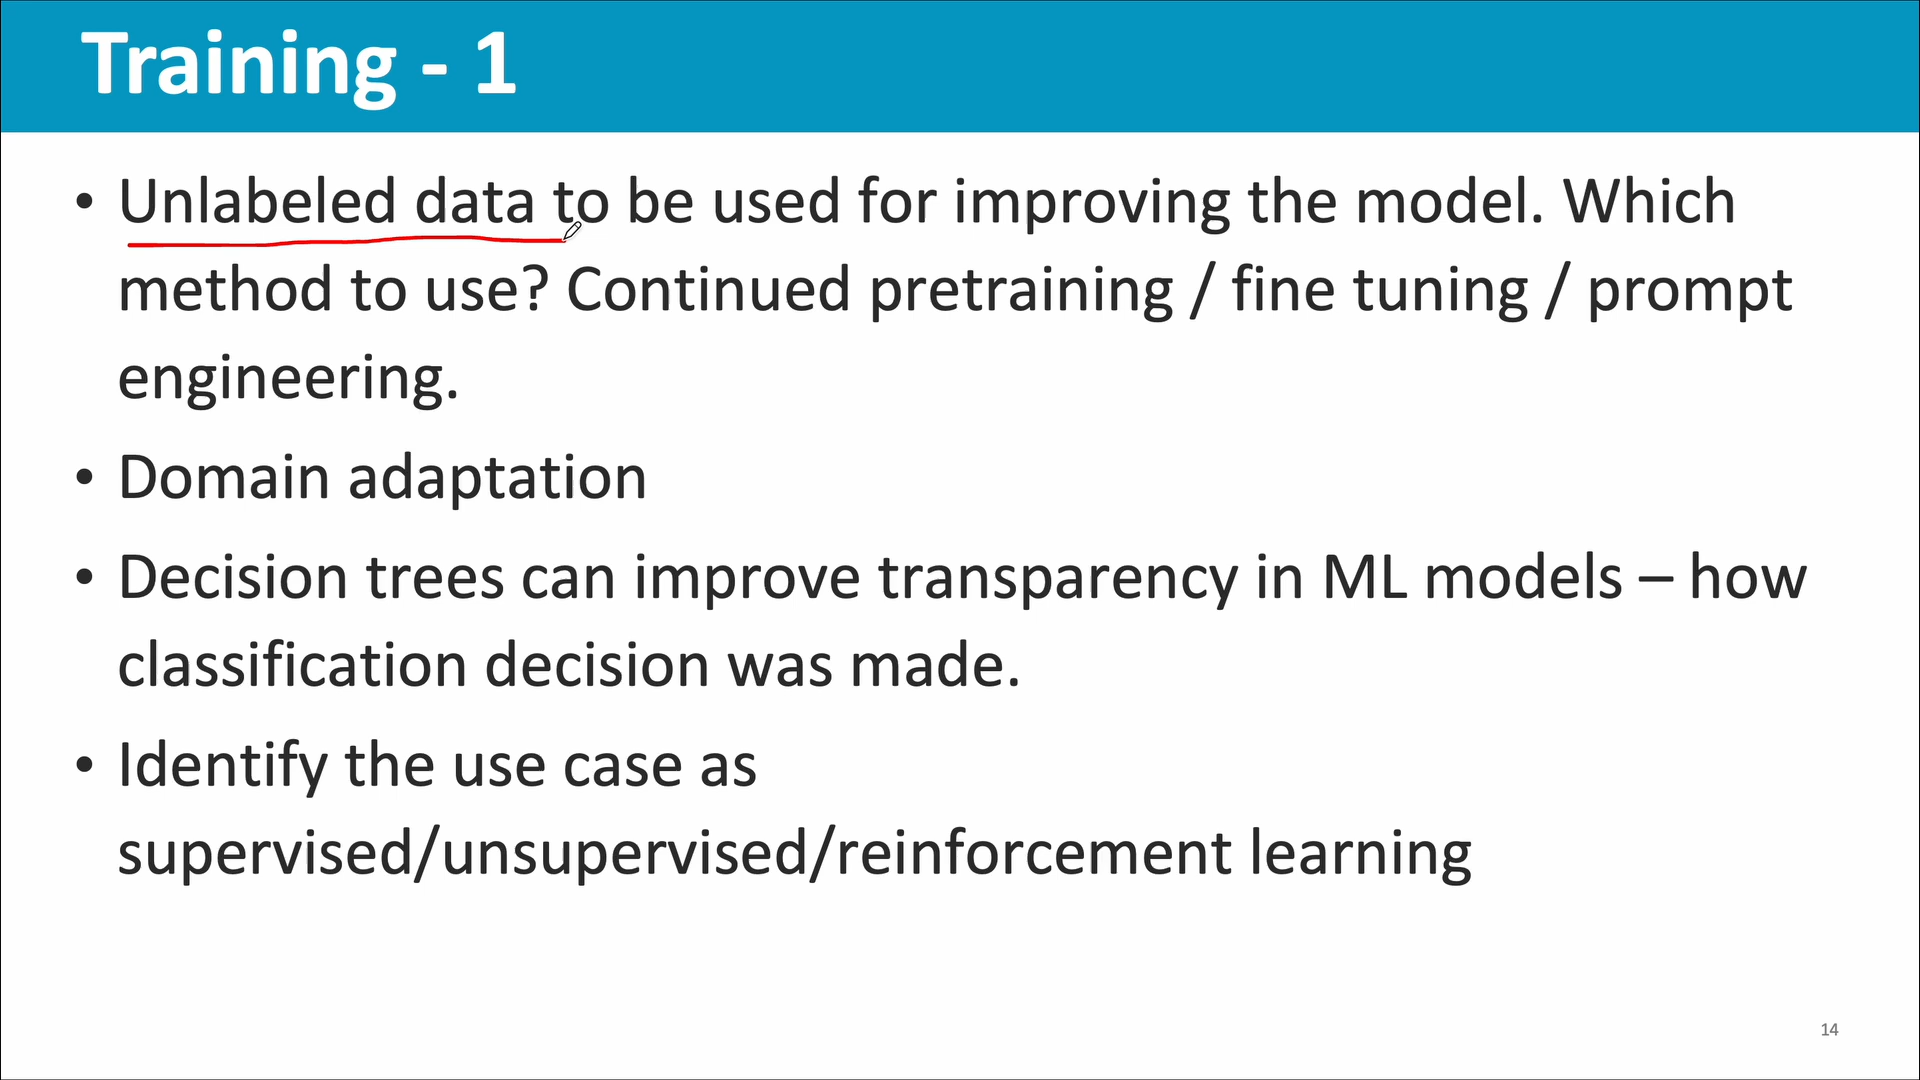 Training - 1
• Unlabeled data to be used for improving the model. Which
method to use? Continued pretraining / fine tuning / prompt
engineering.
• Domain adaptation
• Decision trees can improve transparency in ML models – how
classification decision was made.
• Identify the use case as
supervised/unsupervised/reinforcement learning
14